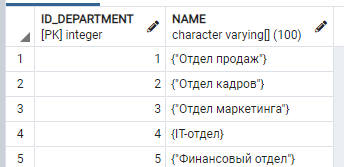 ID_DEPARTMENT NAME
[PK] integer character varying[] (100)
1 1 {"Отдел продаж"}
2 2 {"Отдел кадров"}
3 3 {"Отдел маркетинга"}
4 4 {IT-отдел}
5 5 {"Финансовый отдел"}